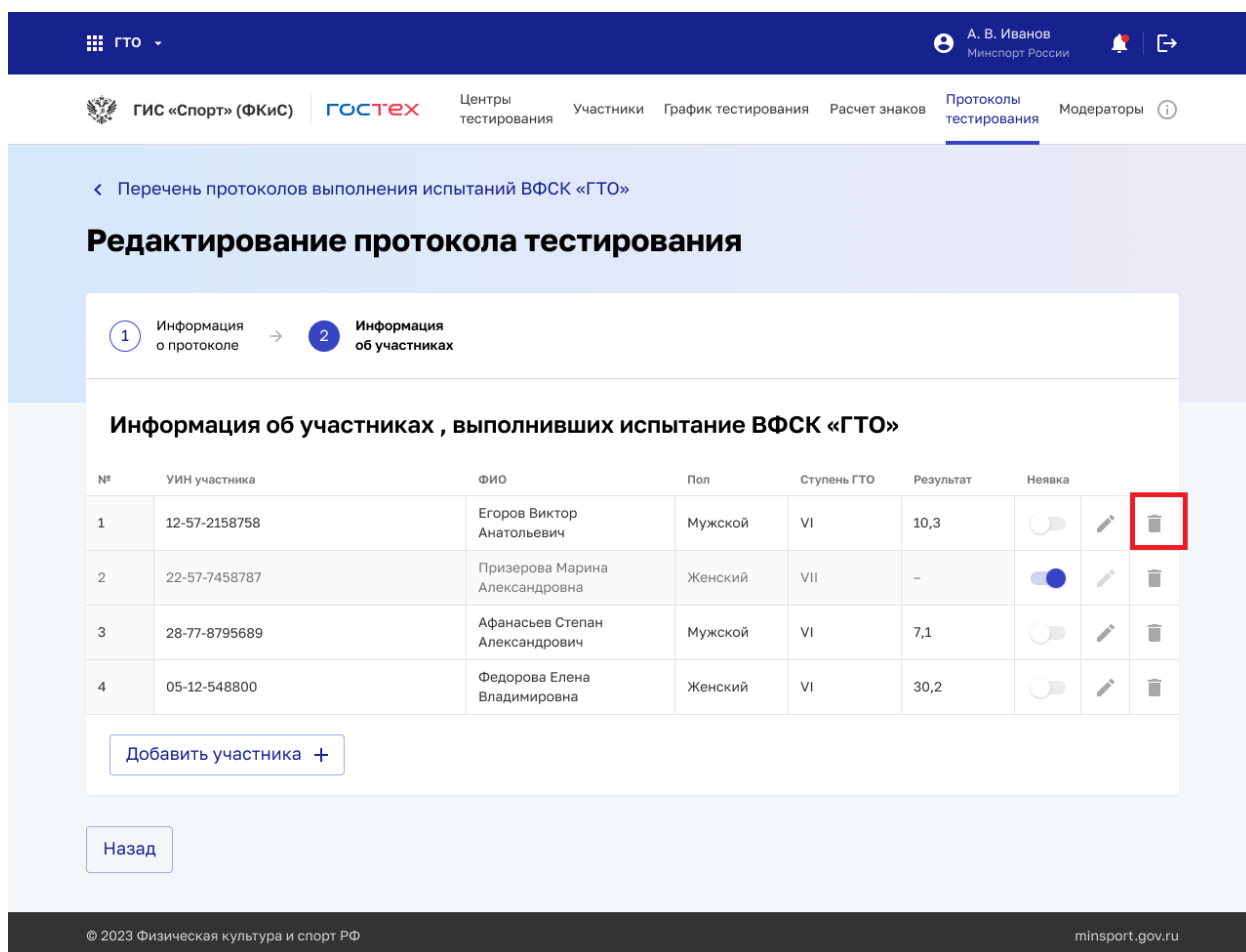 ГТО
А. В. Иванов
Минспорт России
ГИС «Спорт» (ФКиС)
гостех
Центры
тестирования
Участники
График тестирования
Расчет знаков
Протоколы
тестирования
Модераторы
Перечень протоколов выполнения испытаний ВФСК «ГТО»
Редактирование протокола тестирования
1
Информация
о протоколе
2
Информация
об участниках
Информация об участниках , выполнивших испытание ВФСК «ГТО»
№ УИН участника ФИО Пол Ступень ГТО Результат Неявка
1 12-57-2158758 Егоров Виктор Мужской VI 10,3
Анатольевич
2 22-57-7458787 Призерова Марина Женский VII –
Александровна
3 28-77-8795689 Афанасьев Степан Мужской VI 7,1
Александрович
4 05-12-548800 Федорова Елена Женский VI 30,2
Владимировна
Добавить участника +
Назад
© 2023 Физическая культура и спорт РФ
minsport.gov.ru